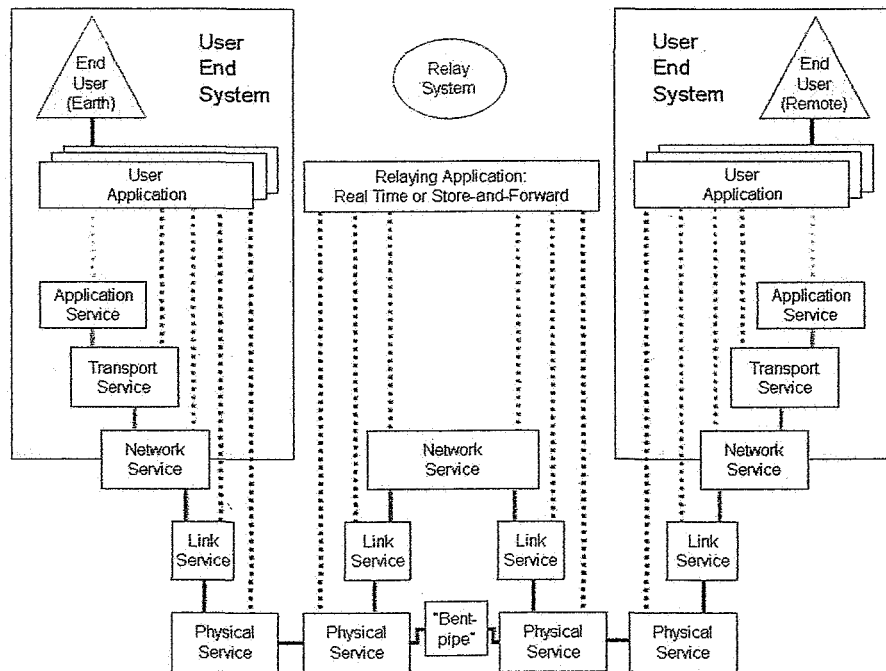 End
User
(Earth)
User
End
System
Relay
System
User
End
System
End
User
(Remote)
User
Application
Relaying Application:
Real Time or Store-and-Forward
User
Application
Application
Service
Application
Service
Transport
Service
Transport
Service
Network
Service
Network
Service
Network
Service
Link
Service
Link
Service
Link
Service
Link
Service
Physical
Service
Physical
Service
"Bent-
pipe"
Physical
Service
Physical
Service